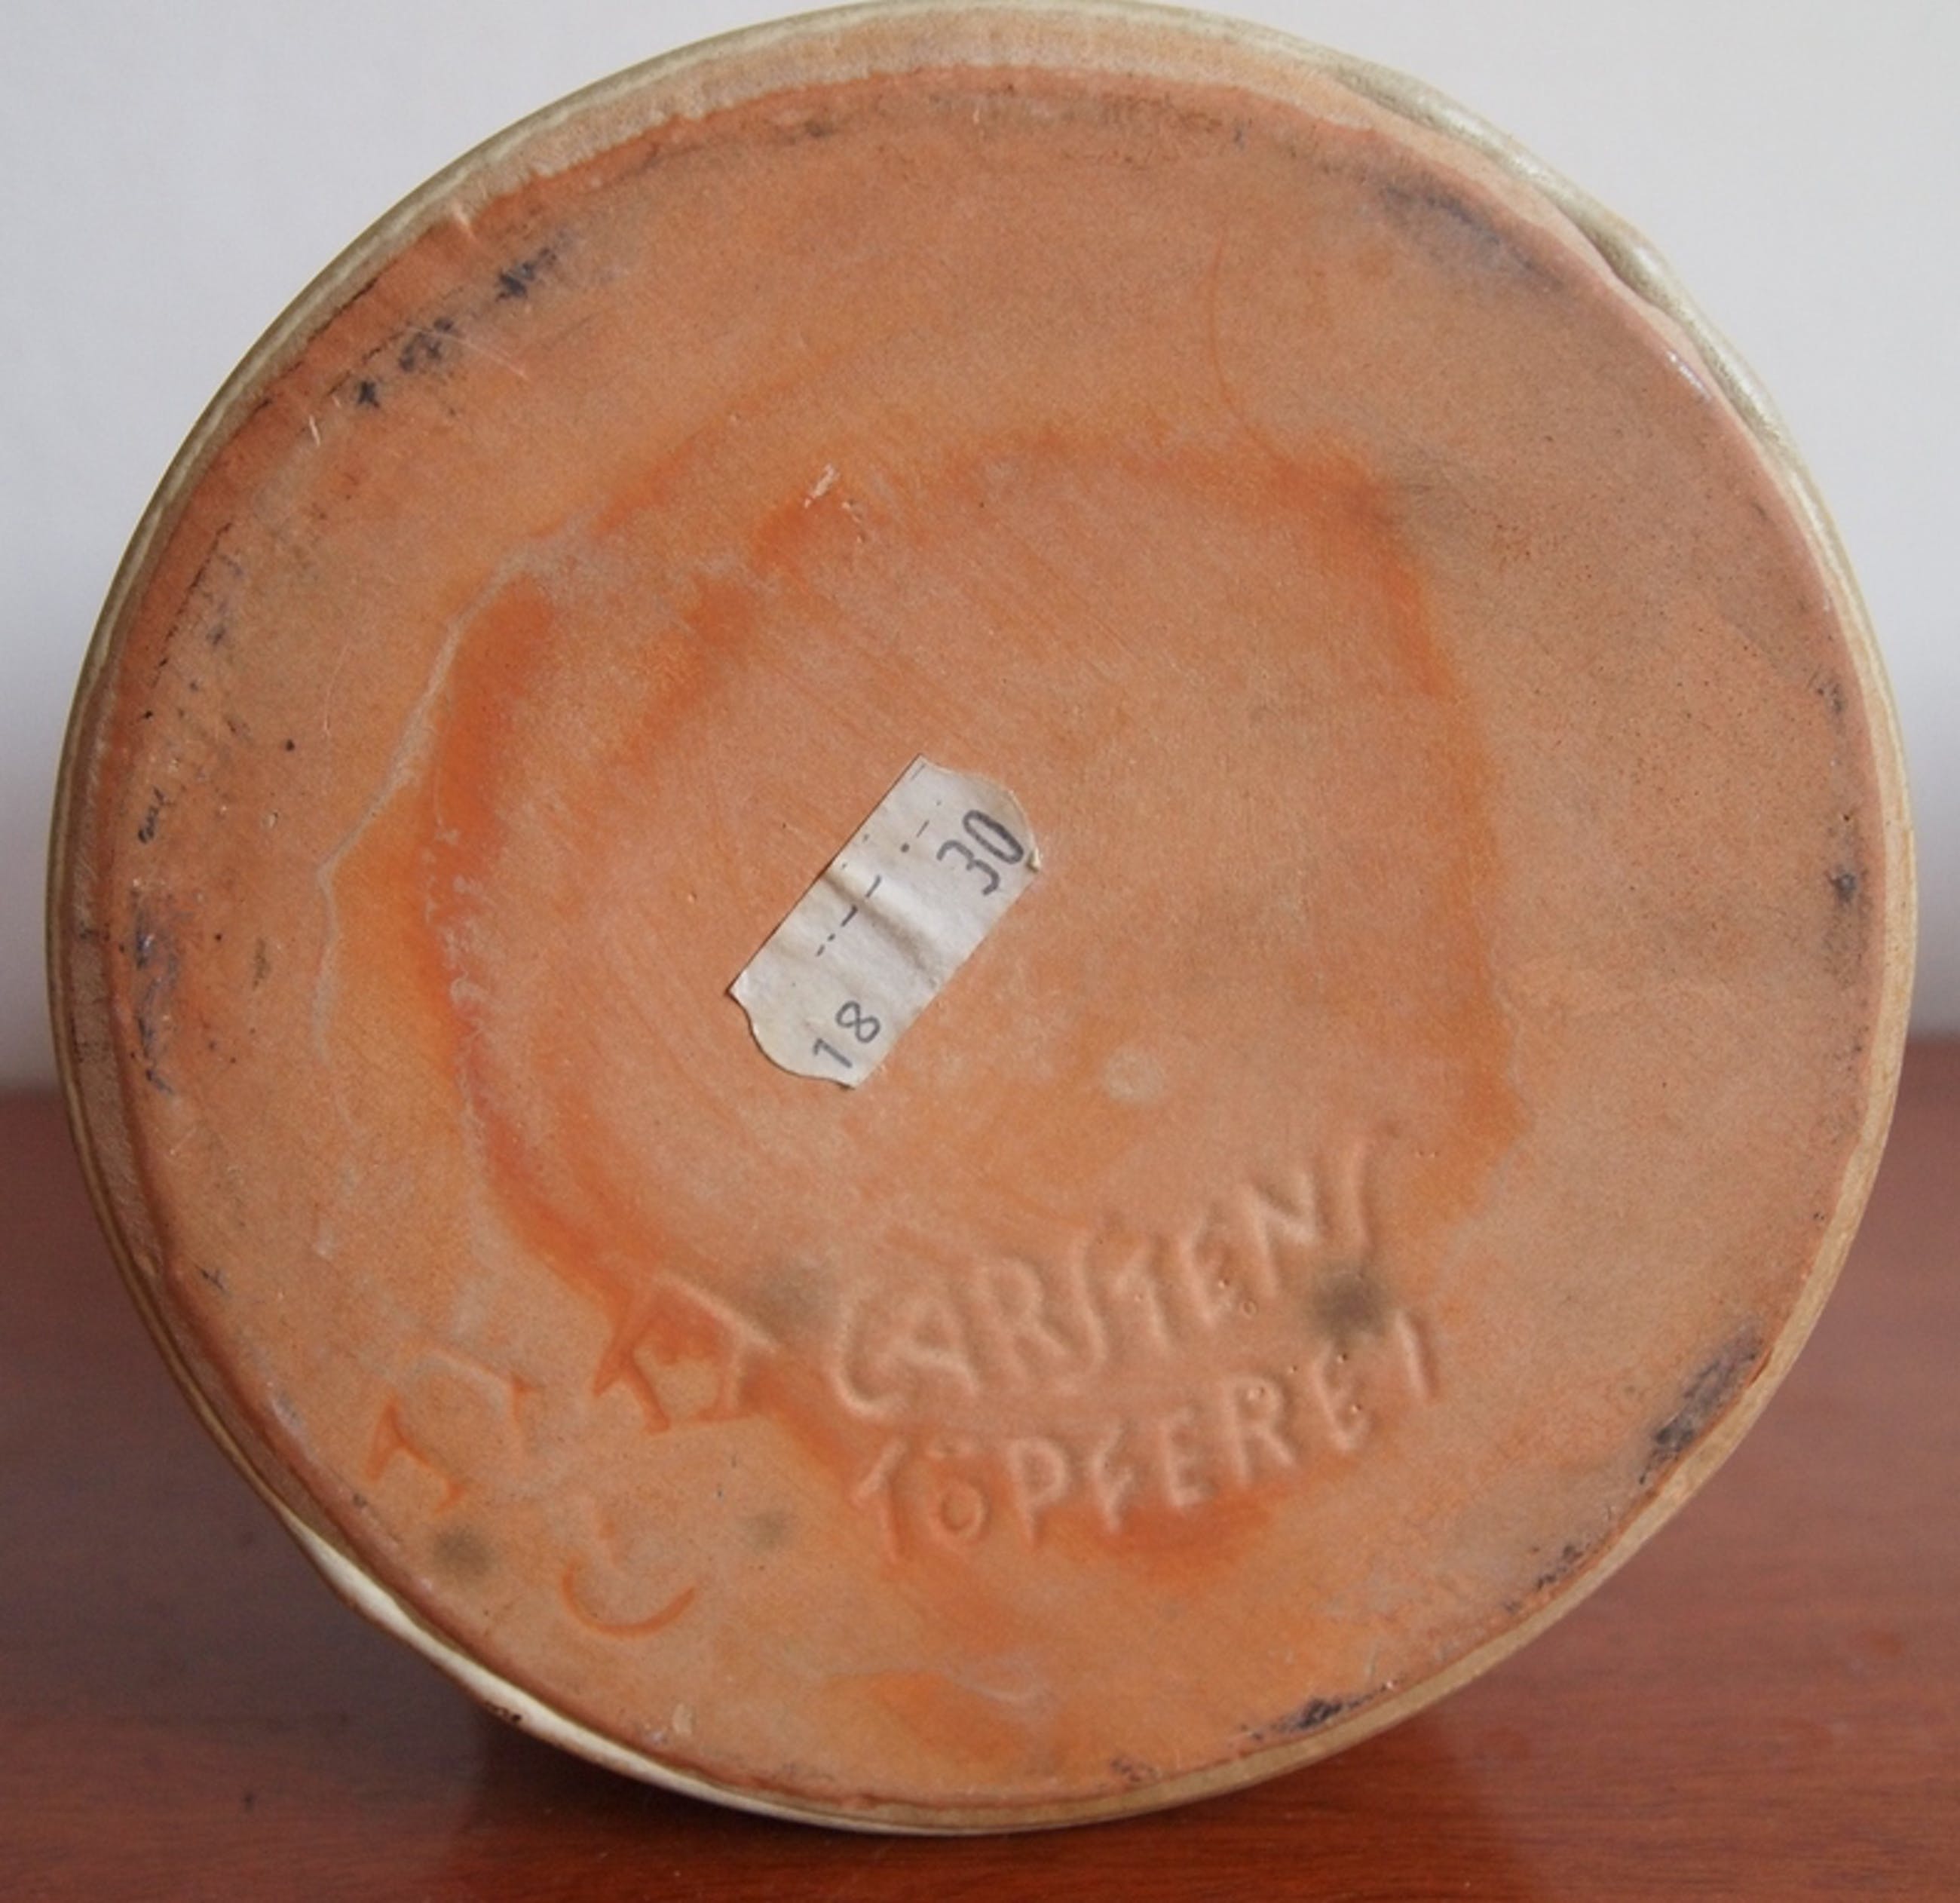 18 30
CARSTENS
TÖPFEREI